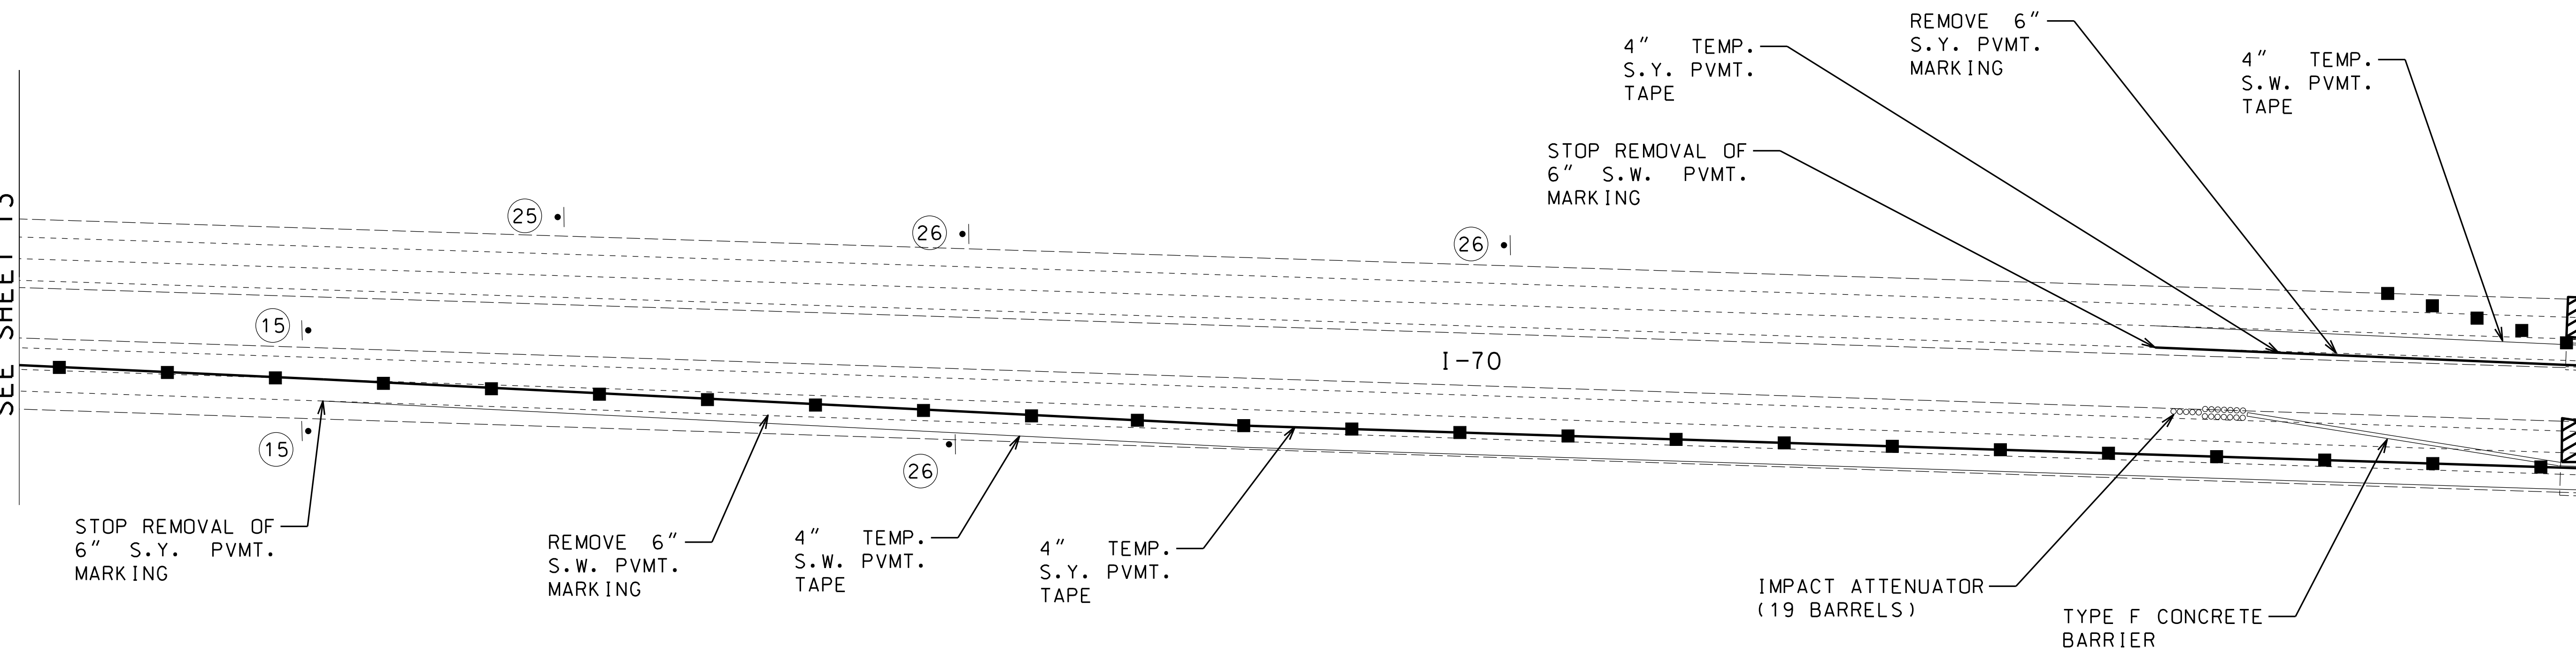 REMOVE 6"
S.Y. PVMT.
MARKING
4" TEMP.
S.Y. PVMT.
TAPE
4" TEMP.
S.W. PVMT.
TAPE
STOP REMOVAL OF
6" S.W. PVMT.
MARKING
SEE SHEET
25
26
26
15
I-70
15
26
STOP REMOVAL OF
6" S.Y. PVMT.
MARKING
REMOVE 6"
S.W. PVMT.
MARKING
4" TEMP.
S.W. PVMT.
TAPE
4" TEMP.
S.Y. PVMT.
TAPE
IMPACT ATTENUATOR
(19 BARRELS)
TYPE F CONCRETE
BARRIER